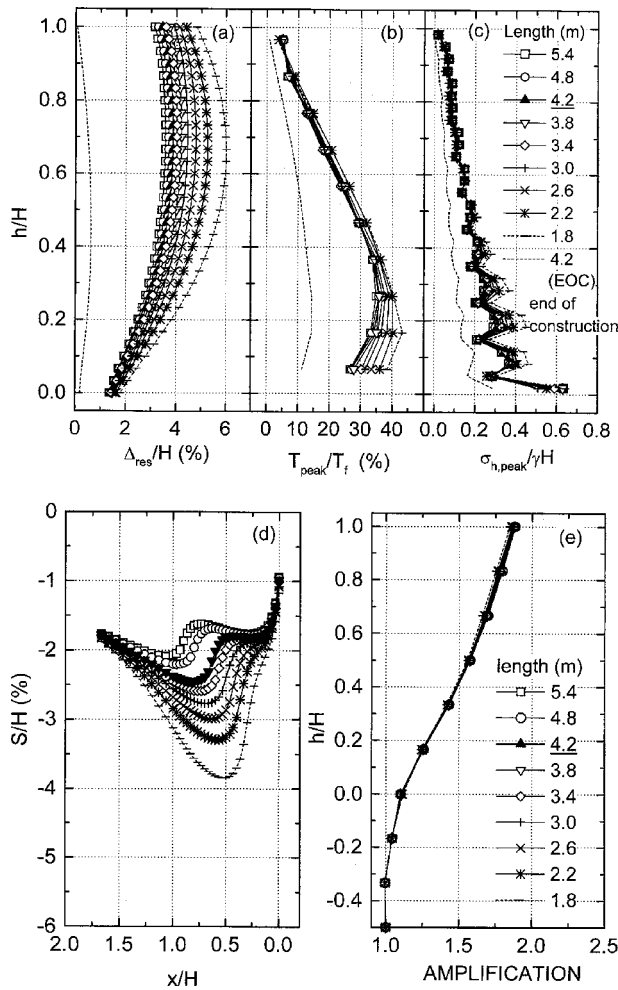 (a)
(b)
(c)
Length (m)
5.4
4.8
4.2
3.8
3.4
3.0
2.6
2.2
1.8
4.2
(EOC),
end of
construction
h/H
1.0
0.8
0.6
0.4
0.2
0.0
0 2 4 6
10 20 30 40
0.0 0.2 0.4 0.6 0.8
Δres/H (%)
Tpeak/Tf (%)
σh,peak/γH
(d)
S/H (%)
0
-1
-2
-3
-4
-5
-6
2.0 1.5 1.0 0.5 0.0
x/H
(e)
h/H
1.0
0.8
0.6
0.4
0.2
0.0
-0.2
-0.4
length (m)
5.4
4.8
4.2
3.8
3.4
3.0
2.6
2.2
1.8
1.0 1.5 2.0 2.5
AMPLIFICATION